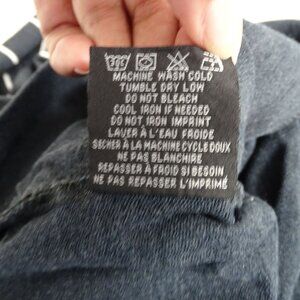 MACHINE WASH COLD
TUMBLE DRY LOW
DO NOT BLEACH
COOL IRON IF NEEDED
DO NOT IRON IMPRINT
LAVER À L'EAU FROIDE
SÉCHER À LA MACHINE CYCLE DOUX
NE PAS BLANCHIRE
REPASSER À FROID SI BESOIN
NE PAS REPASSER L'IMPRIMÉ